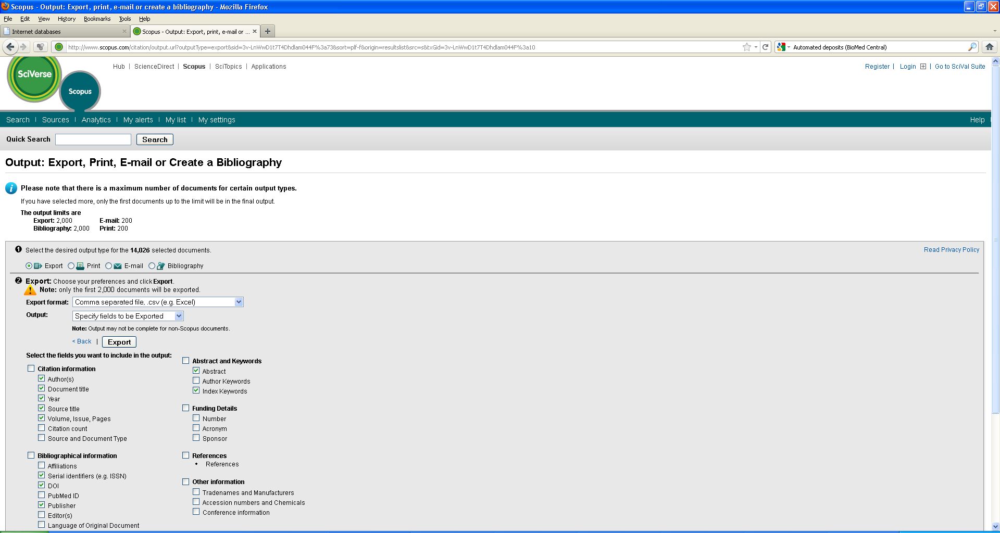 Scopus - Output: Export, print, e-mail or create a bibliography - Mozilla Firefox
File Edit View History Bookmarks Tools Help
Internet databases
Scopus - Output: Export, print, e-mail or ...
http://www.scopus.com/citation/output.url?outputType=export&sid=3v-LnWwD1t7T4Dhdlam044F%3a73&sort=plf-f&origin=resultslist&src=s&txGid=3v-LnWwD1t7T4Dhdlam044F%3a10
Automated deposits (BioMed Central)
SciVerse
Scopus
Hub | ScienceDirect | Scopus | SciTopics | Applications
Register | Login | Go to SciVal Suite
Search | Sources | Analytics | My alerts | My list | My settings
Help
Quick Search
Search
Output: Export, Print, E-mail or Create a Bibliography
Please note that there is a maximum number of documents for certain output types.
If you have selected more, only the first documents up to the limit will be in the final output.
The output limits are
Export: 2,000 E-mail: 200
Bibliography: 2,000 Print: 200
1 Select the desired output type for the 14,026 selected documents.
Read Privacy Policy
Export Print E-mail Bibliography
2 Export: Choose your preferences and click Export.
Note: only the first 2,000 documents will be exported.
Export format: Comma separated file, .csv (e.g. Excel)
Output: Specify fields to be Exported
Note: Output may not be complete for non-Scopus documents.
< Back | Export
Select the fields you want to include in the output:
Citation information
Author(s)
Document title
Year
Source title
Volume, Issue, Pages
Citation count
Source and Document Type
Bibliographical information
Affiliations
Serial identifiers (e.g. ISSN)
DOI
PubMed ID
Publisher
Editor(s)
Language of Original Document
Abstract and Keywords
Abstract
Author Keywords
Index Keywords
Funding Details
Number
Acronym
Sponsor
References
• References
Other information
Tradenames and Manufacturers
Accession numbers and Chemicals
Conference information